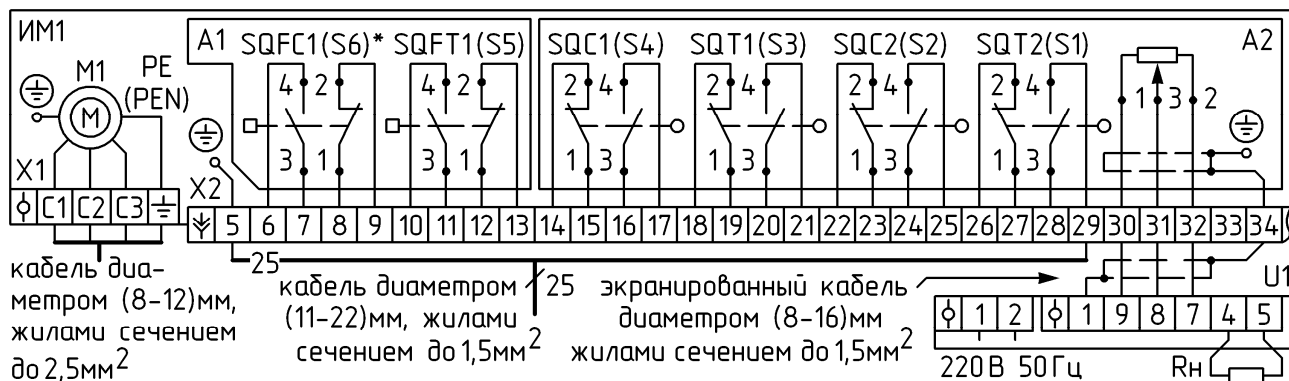 ИМ1
А1 SQFC1(S6)* SQFT1(S5) SQC1(S4) SQT1(S3) SQC2(S2) SQT2(S1) А2
М1 PE
(PEN)
4 2 4 2 2 4 2 4 2 4 2 4 1 3 2
М
3 1 3 1 1 3 1 3 1 3 1 3
X1 X2
С1 С2 С3
5 6 7 8 9 10 11 12 13 14 15 16 17 18 19 20 21 22 23 24 25 26 27 28 29 30 31 32 33 34 (
25 25
кабель диа-
метром (8-12)мм,
жилами сечением
до 2,5мм²
кабель диаметром
(11-22)мм, жилами
сечением до 1,5мм²
экранированный кабель
диаметром (8-16)мм
жилами сечением до 1,5мм²
U1
1 2 1 9 8 7 4 5
220 В 50 Гц Rн